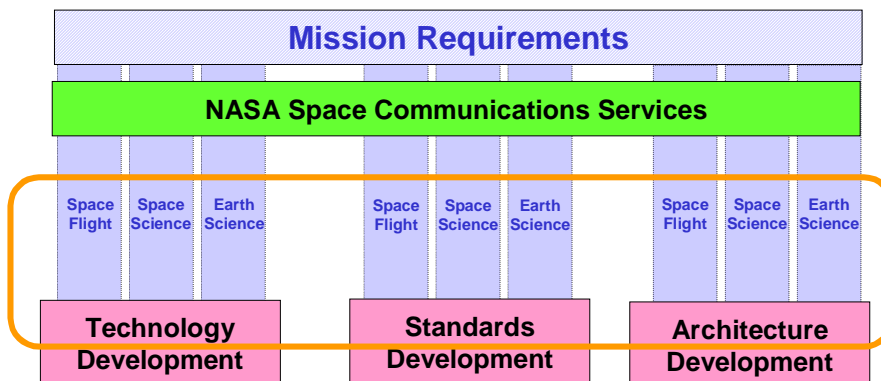 Mission Requirements
NASA Space Communications Services
Space
Flight
Space
Science
Earth
Science
Space
Flight
Space
Science
Earth
Science
Space
Flight
Space
Science
Earth
Science
Technology
Development
Standards
Development
Architecture
Development